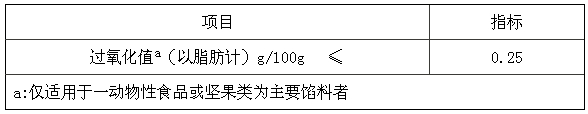 项目 指标
过氧化值ᵃ（以脂肪计）g/100g ≤ 0.25
a:仅适用于一动物性食品或坚果类为主要馅料者